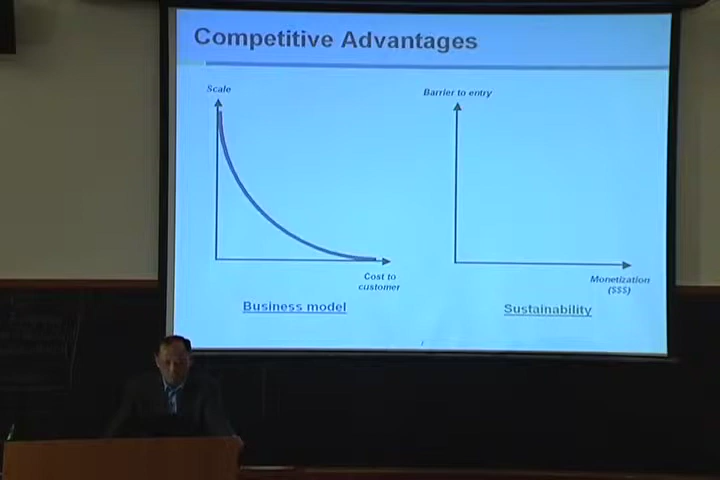 Competitive Advantages
Scale
Cost to
customer
Business model
Barrier to entry
Monetization
($$$)
Sustainability